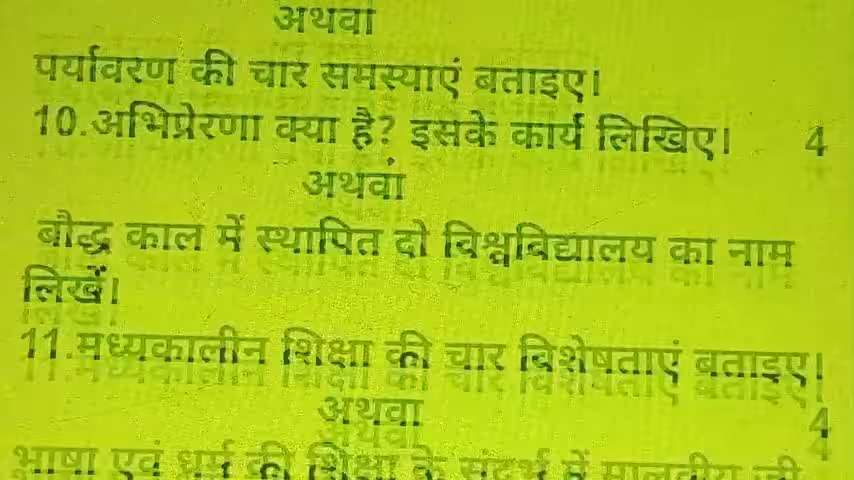 अथवा
पर्यावरण की चार समस्याएं बताइए।
10.अभिप्रेरणा क्या है? इसके कार्य लिखिए। 4
अथवा
बौद्ध काल में स्थापित दो विश्वविद्यालय का नाम
लिखें।
11.मध्यकालीन शिक्षा की चार विशेषताएं बताइए।
अथवा 4
भाषा एवं धर्म की शिक्षा के संदर्भ में मालवीय जी